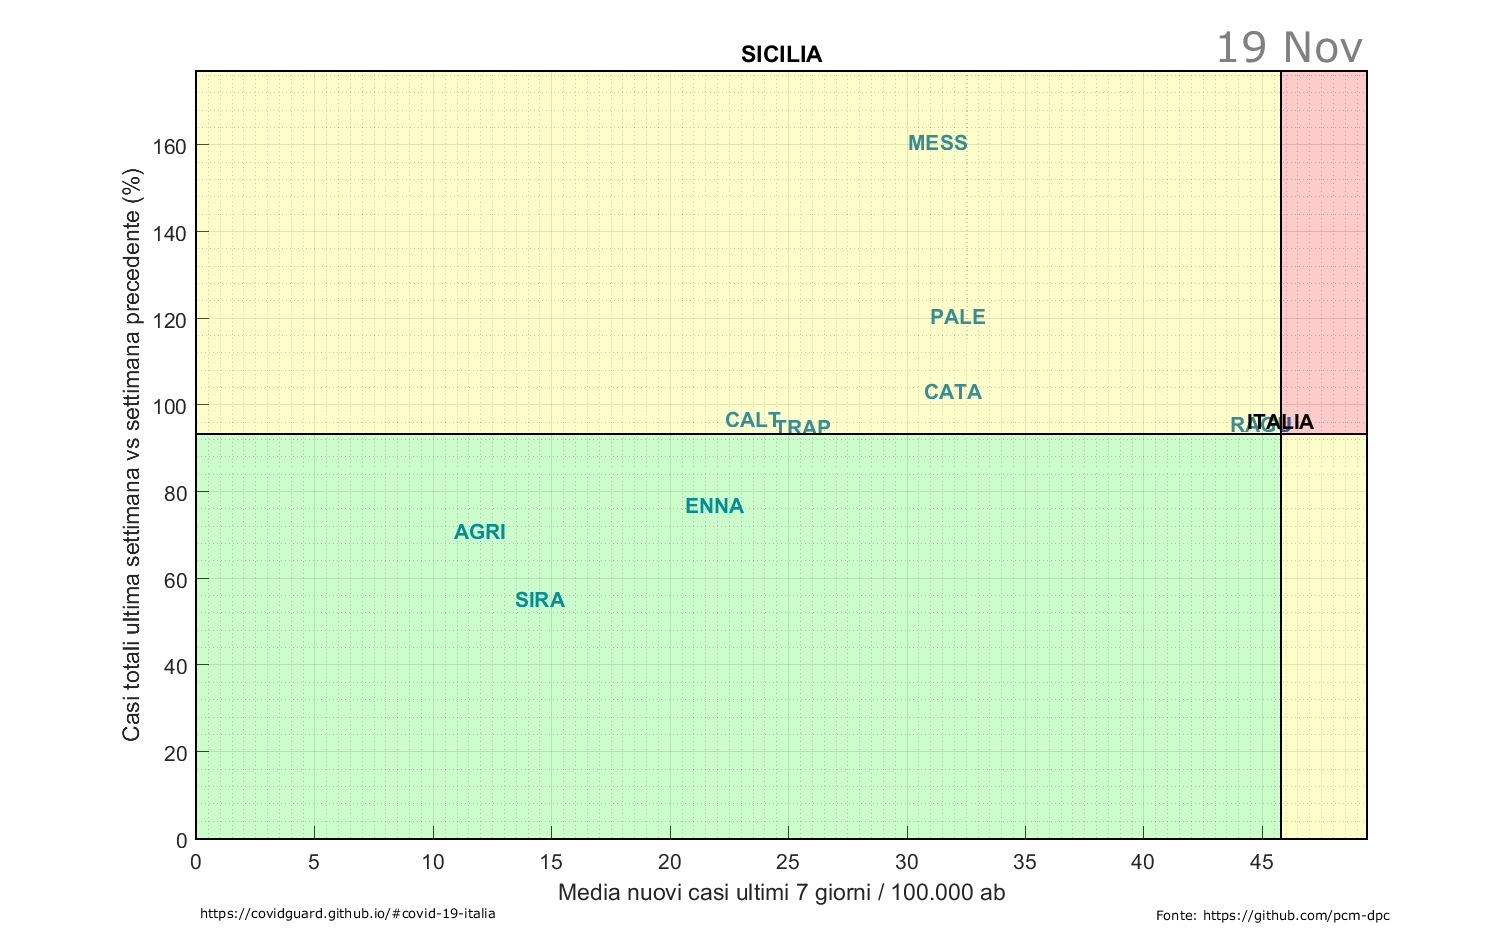 19 Nov
SICILIA
Casi totali ultima settimana vs settimana precedente (%)
160
140
120
100
80
60
40
20
0
MESS
PALE
CATA
CALT
TRAP
RAGU
ITALIA
ENNA
AGRI
SIRA
0 5 10 15 20 25 30 35 40 45
Media nuovi casi ultimi 7 giorni / 100.000 ab
https://covidguard.github.io/#covid-19-italia
Fonte: https://github.com/pcm-dpc